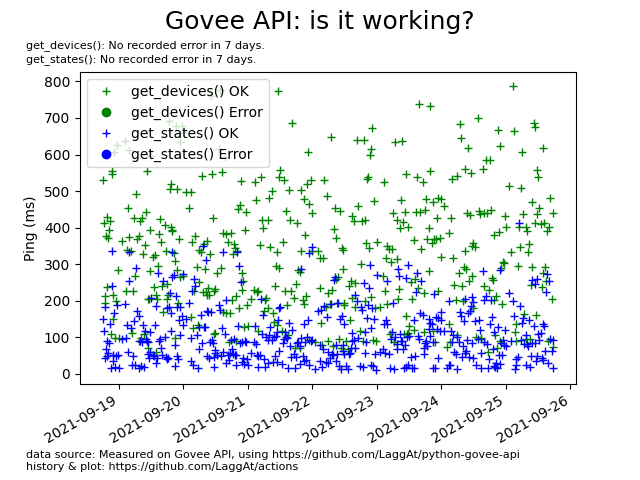 Govee API: is it working?
get_devices(): No recorded error in 7 days.
get_states(): No recorded error in 7 days.
get_devices() OK
get_devices() Error
get_states() OK
get_states() Error
Ping (ms)
800
700
600
500
400
300
200
100
0
2021-09-19
2021-09-20
2021-09-21
2021-09-22
2021-09-23
2021-09-24
2021-09-25
2021-09-26
data source: Measured on Govee API, using https://github.com/LaggAt/python-govee-api
history & plot: https://github.com/LaggAt/actions